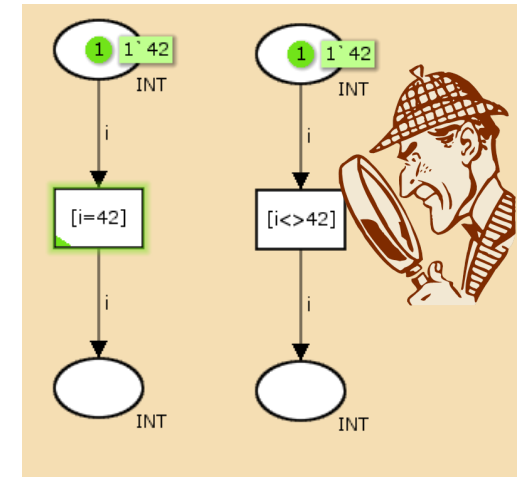 1 1`42
INT
i
[i=42]
i
INT
1 1`42
INT
i
[i<>42]
i
INT